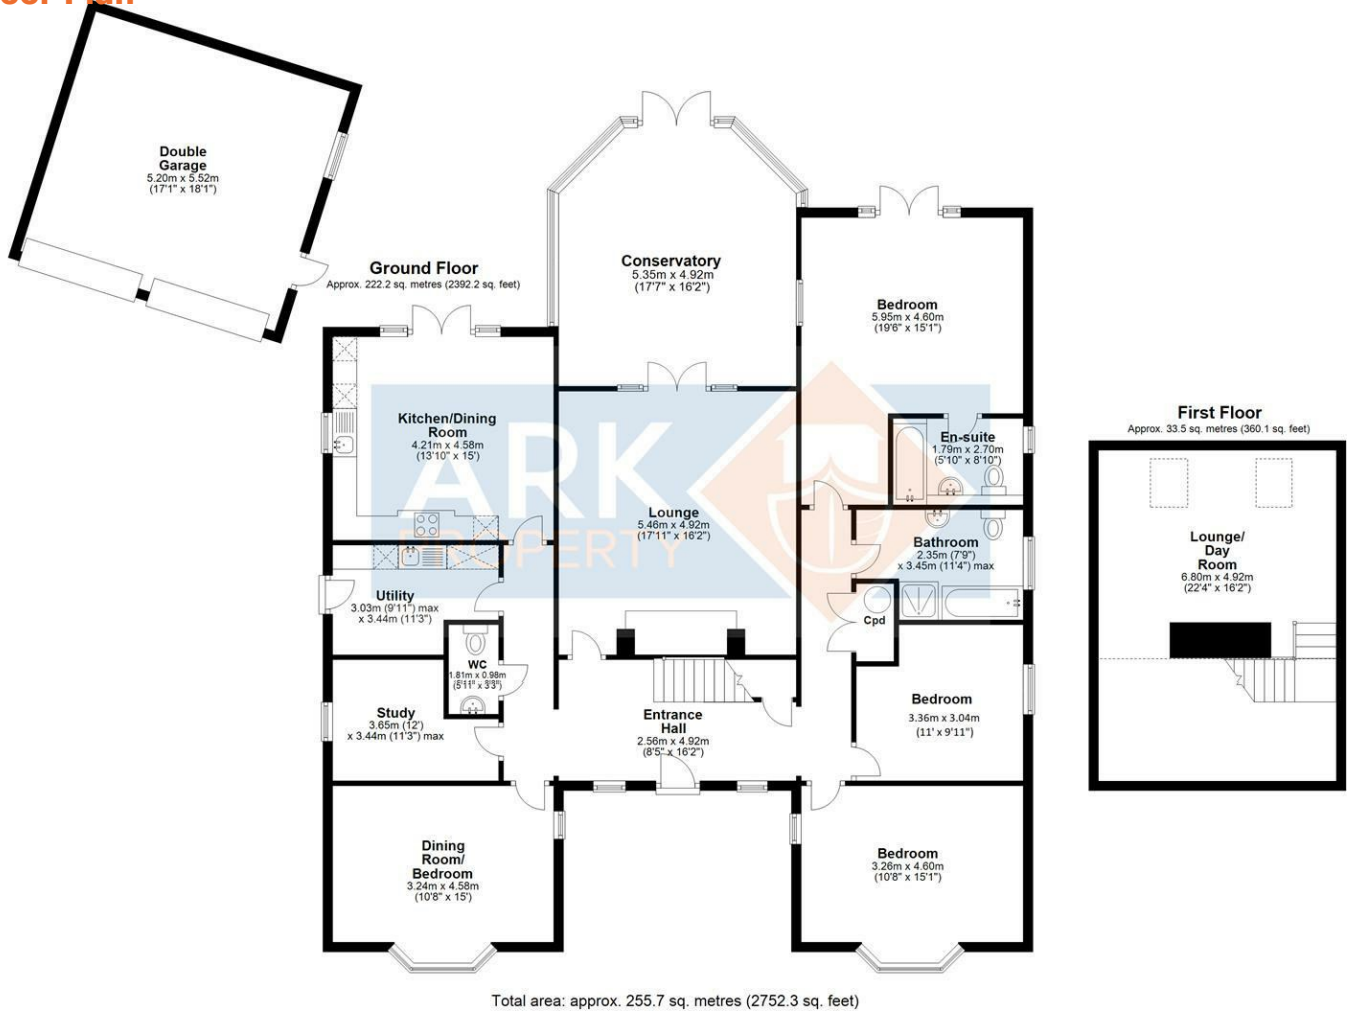 Double
Garage
5.20m x 5.52m
(17'1" x 18'1")
Ground Floor
Approx. 222.2 sq. metres (2392.2 sq. feet)
Conservatory
5.35m x 4.92m
(17'7" x 16'2")
Bedroom
5.95m x 4.60m
(19'6" x 15'1")
Kitchen/Dining
Room
4.21m x 4.58m
(13'10" x 15')
En-suite
1.79m x 2.70m
(5'10" x 8'10")
First Floor
Approx. 33.5 sq. metres (360.1 sq. feet)
ARK
PROPERTY
Lounge
5.46m x 4.92m
(17'11" x 16'2")
Bathroom
2.35m (7'9")
x 3.45m (11'4") max
Lounge/
Day
Room
6.80m x 4.92m
(22'4" x 16'2")
Utility
3.03m (9'11") max
x 3.44m (11'3")
Cpd
WC
1.81m x 0.98m
(5'11" x 3'3")
Study
3.65m (12')
x 3.44m (11'3") max
Entrance
Hall
2.56m x 4.92m
(8'5" x 16'2")
Bedroom
3.36m x 3.04m
(11' x 9'11")
Dining
Room/
Bedroom
3.24m x 4.58m
(10'8" x 15')
Bedroom
3.26m x 4.60m
(10'8" x 15'1")
Total area: approx. 255.7 sq. metres (2752.3 sq. feet)